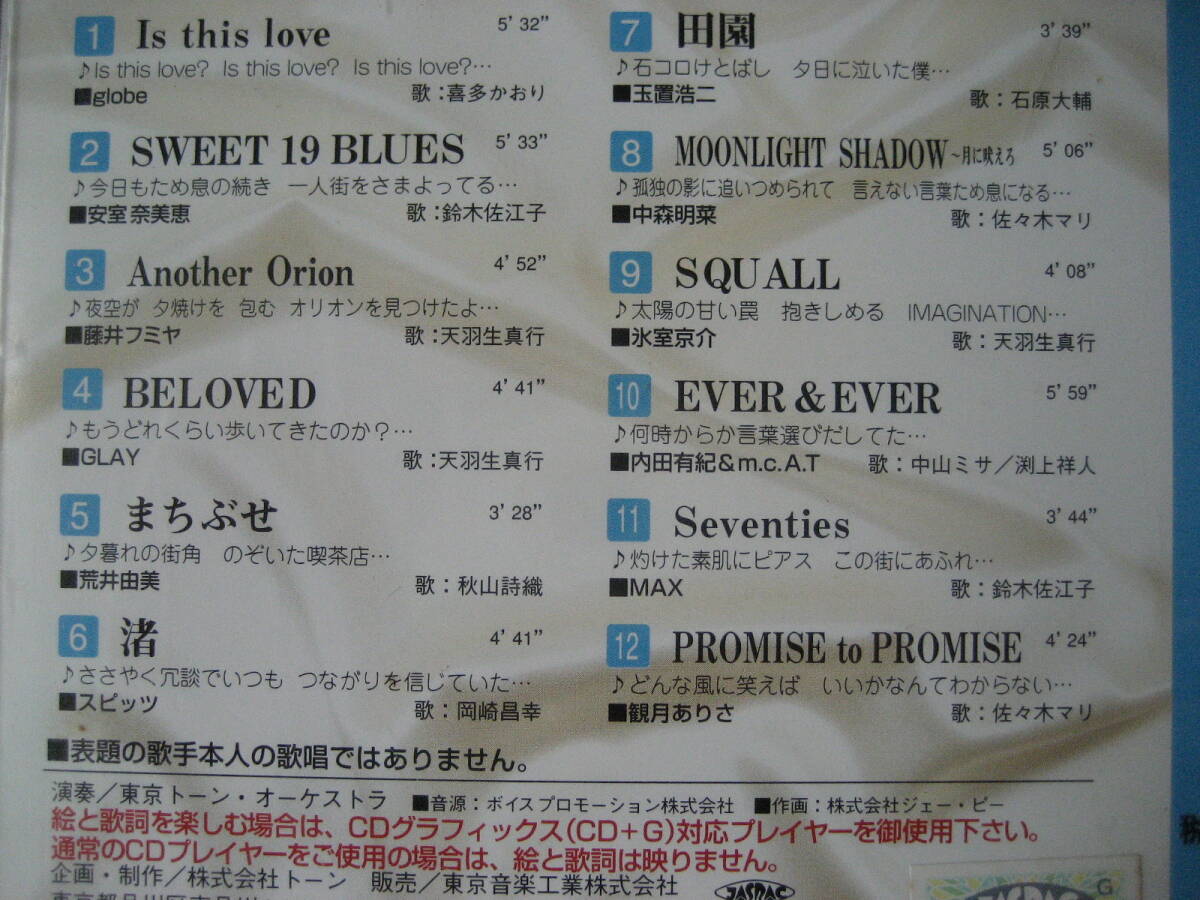 1 Is this love 5'32"
♪Is this love? Is this love? Is this love?…
■globe 歌：喜多かおり
2 SWEET 19 BLUES 5'33"
♪今日もため息の続き 一人街をさまよってる…
■安室奈美恵 歌：鈴木佐江子
3 Another Orion 4'52"
♪夜空が 夕焼けを 包む オリオンを見つけたよ…
■藤井フミヤ 歌：天羽生真行
4 BELOVED 4'41"
♪もうどれくらい歩いてきたのか？…
■GLAY 歌：天羽生真行
5 まちぶせ 3'28"
♪夕暮れの街角 のぞいた喫茶店…
■荒井由美 歌：秋山詩織
6 渚 4'41"
♪ささやく冗談でいつも つながりを信じていた…
■スピッツ 歌：岡崎昌幸
7 田園 3'39"
♪石コロけとばし 夕日に泣いた僕…
■玉置浩二 歌：石原大輔
8 MOONLIGHT SHADOW～月に吠えろ 5'06"
♪孤独の影に追いつめられて 言えない言葉ため息になる…
■中森明菜 歌：佐々木マリ
9 SQUALL 4'08"
♪太陽の甘い罠 抱きしめる IMAGINATION…
■氷室京介 歌：天羽生真行
10 EVER & EVER 5'59"
♪何時からか言葉選びだしてた…
■内田有紀&m.c.A.T 歌：中山ミサ／渕上祥人
11 Seventies 3'44"
♪灼けた素肌にピアス この街にあふれ…
■MAX 歌：鈴木佐江子
12 PROMISE to PROMISE 4'24"
♪どんな風に笑えば いいかなんてわからない…
■観月ありさ 歌：佐々木マリ
■表題の歌手本人の歌唱ではありません。
演奏／東京トーン・オーケストラ ■音源：ボイスプロモーション株式会社 ■作画：株式会社ジェー・ピー
絵と歌詞を楽しむ場合は、CDグラフィックス(CD+G)対応プレイヤーを御使用下さい。
通常のCDプレイヤーをご使用の場合は、絵と歌詞は映りません。
企画・制作／株式会社トーン 販売／東京音楽工業株式会社
JASRAC
JASRAC G